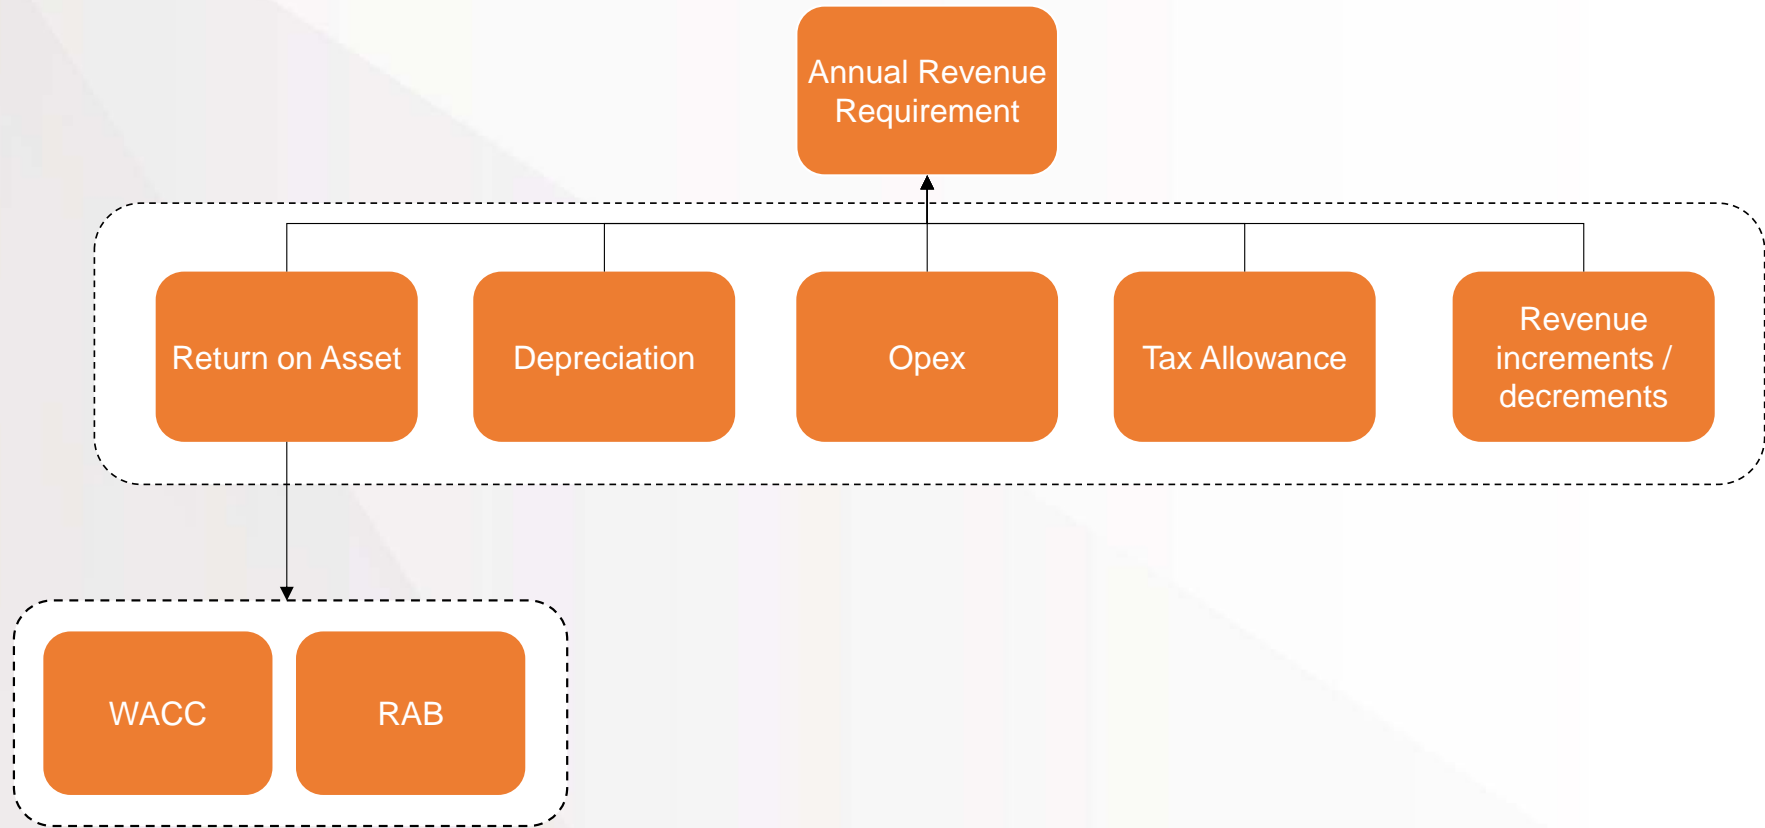 Annual Revenue
Requirement
Return on Asset
Depreciation
Opex
Tax Allowance
Revenue
increments /
decrements
WACC
RAB